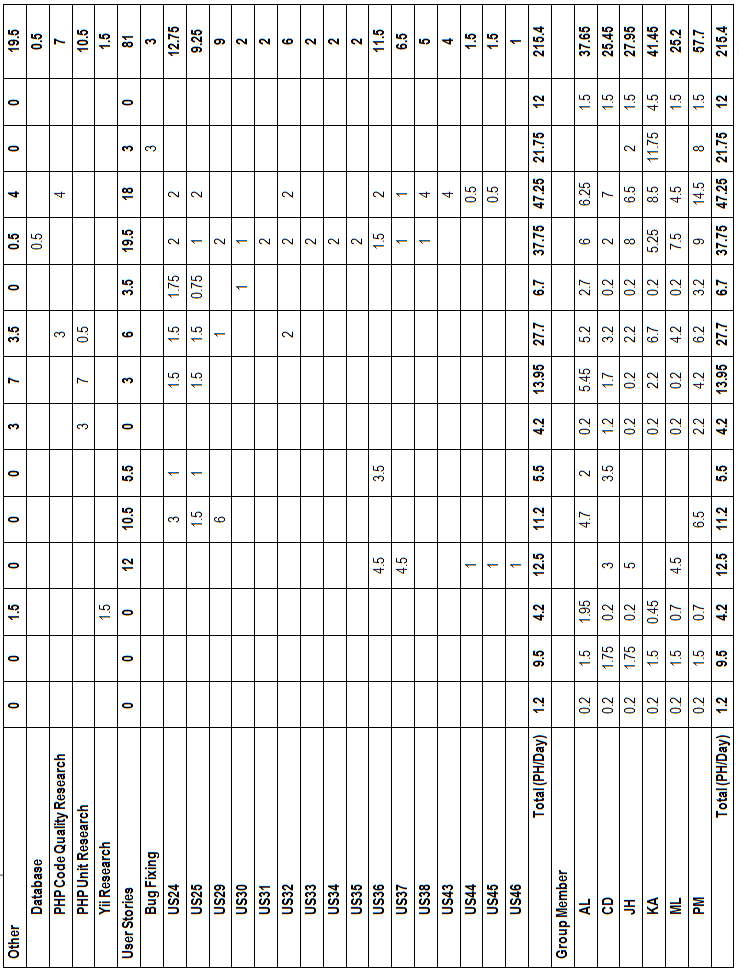 Other 0 0 1.5 0 0 0 3 7 3.5 0 0.5 4 0 0 19.5
Database 0.5 0.5
PHP Code Quality Research 3 4 7
PHP Unit Research 3 7 0.5 10.5
Yii Research 1.5 1.5
User Stories 0 0 0 12 10.5 5.5 0 3 6 3.5 19.5 18 3 0 81
Bug Fixing 3 3
US24 3 1 1.5 1.5 1.75 2 2 12.75
US25 1.5 1 1.5 1.5 0.75 1 2 9.25
US29 6 1 2 9
US30 1 1 2
US31 2 2
US32 2 2 2 6
US33 2 2
US34 2 2
US35 2 2
US36 4.5 3.5 1.5 2 11.5
US37 4.5 1 1 6.5
US38 1 4 5
US43 4 4
US44 1 0.5 1.5
US45 1 0.5 1.5
US46 1 1
Total (PH/Day) 1.2 9.5 4.2 12.5 11.2 5.5 4.2 13.95 27.7 6.7 37.75 47.25 21.75 12 215.4
Group Member
AL 0.2 1.5 1.95 4.7 2 0.2 5.45 5.2 2.7 6 6.25 1.5 37.65
CD 0.2 1.75 0.2 3 3.5 1.2 1.7 3.2 0.2 2 7 1.5 25.45
JH 0.2 1.75 0.2 5 0.2 0.2 2.2 0.2 8 6.5 2 1.5 27.95
KA 0.2 1.5 0.45 0.2 2.2 6.7 0.2 5.25 8.5 11.75 4.5 41.45
ML 0.2 1.5 0.7 4.5 0.2 0.2 4.2 0.2 7.5 4.5 1.5 25.2
PM 0.2 1.5 0.7 6.5 2.2 4.2 6.2 3.2 9 14.5 8 1.5 57.7
Total (PH/Day) 1.2 9.5 4.2 12.5 11.2 5.5 4.2 13.95 27.7 6.7 37.75 47.25 21.75 12 215.4